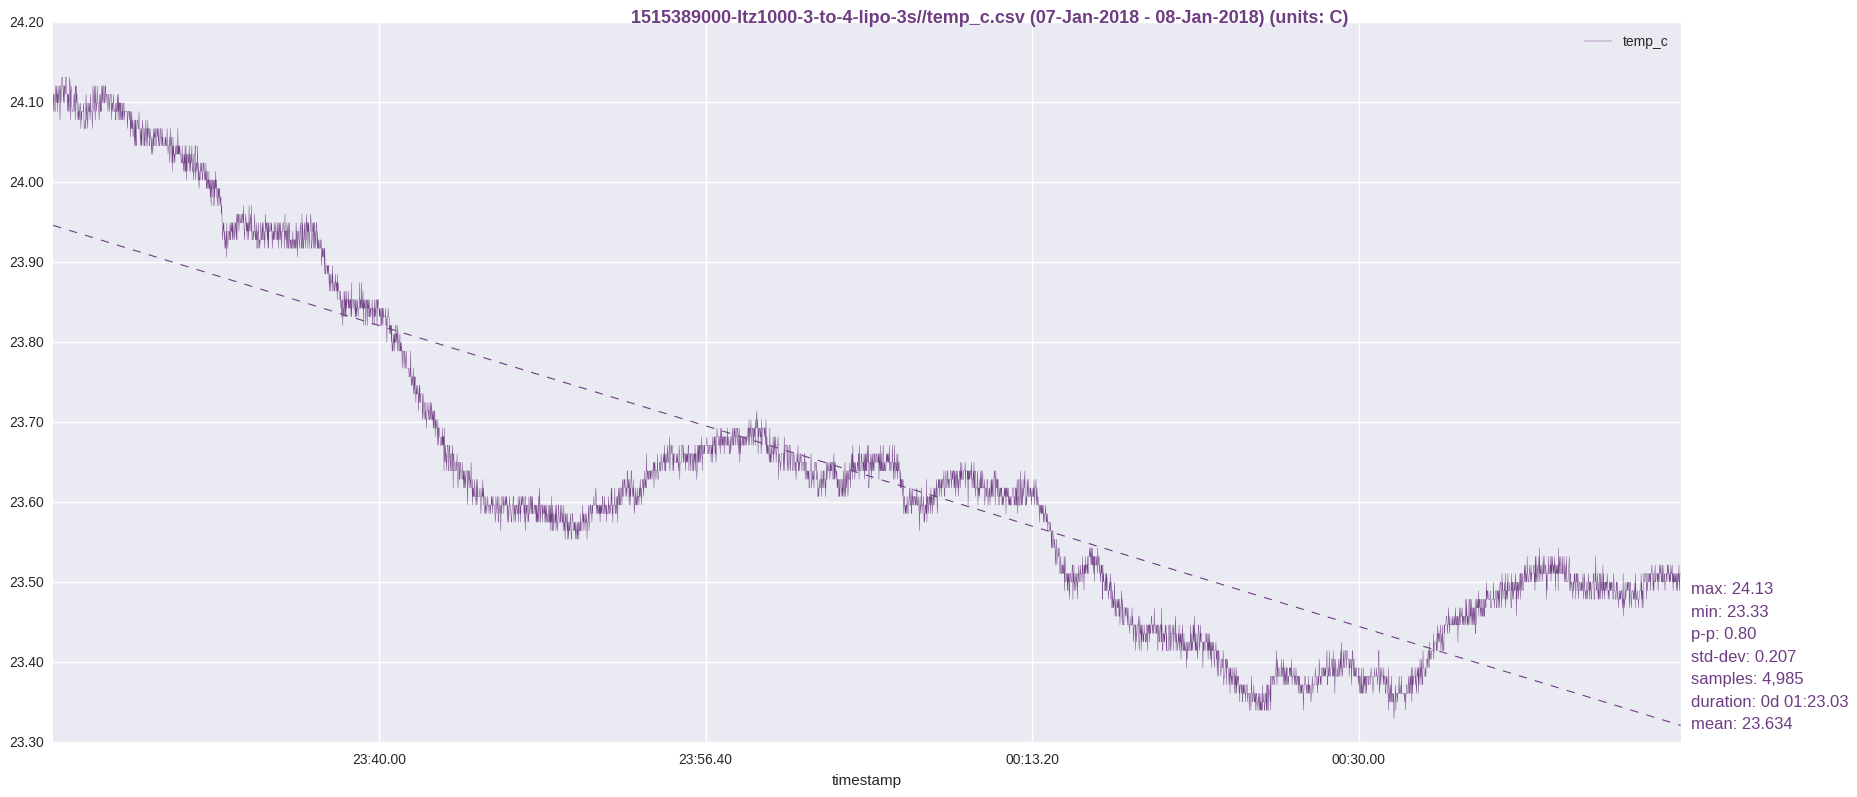 1515389000-ltz1000-3-to-4-lipo-3s//temp_c.csv (07-Jan-2018 - 08-Jan-2018) (units: C)
temp_c
24.20
24.10
24.00
23.90
23.80
23.70
23.60
23.50
23.40
23.30
max: 24.13
min: 23.33
p-p: 0.80
std-dev: 0.207
samples: 4,985
duration: 0d 01:23.03
mean: 23.634
23:40.00
23:56.40
00:13.20
00:30.00
timestamp